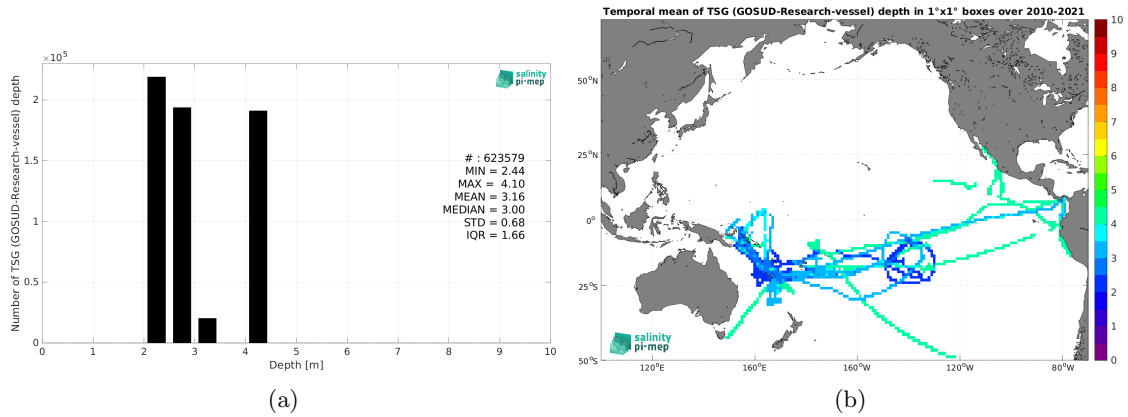 ×10^5
2
1.5
1
0.5
0
0 1 2 3 4 5 6 7 8 9 10
Depth [m]
Number of TSG (GOSUD-Research-vessel) depth
salinity
pi-mep
# : 623579
MIN = 2.44
MAX = 4.10
MEAN = 3.16
MEDIAN = 3.00
STD = 0.68
IQR = 1.66
(a)
Temporal mean of TSG (GOSUD-Research-vessel) depth in 1°x1° boxes over 2010-2021
50°N
25°N
0°
25°S
50°S
120°E 160°E 160°W 120°W 80°W
salinity
pi-mep
10
9
8
7
6
5
4
3
2
1
0
(b)